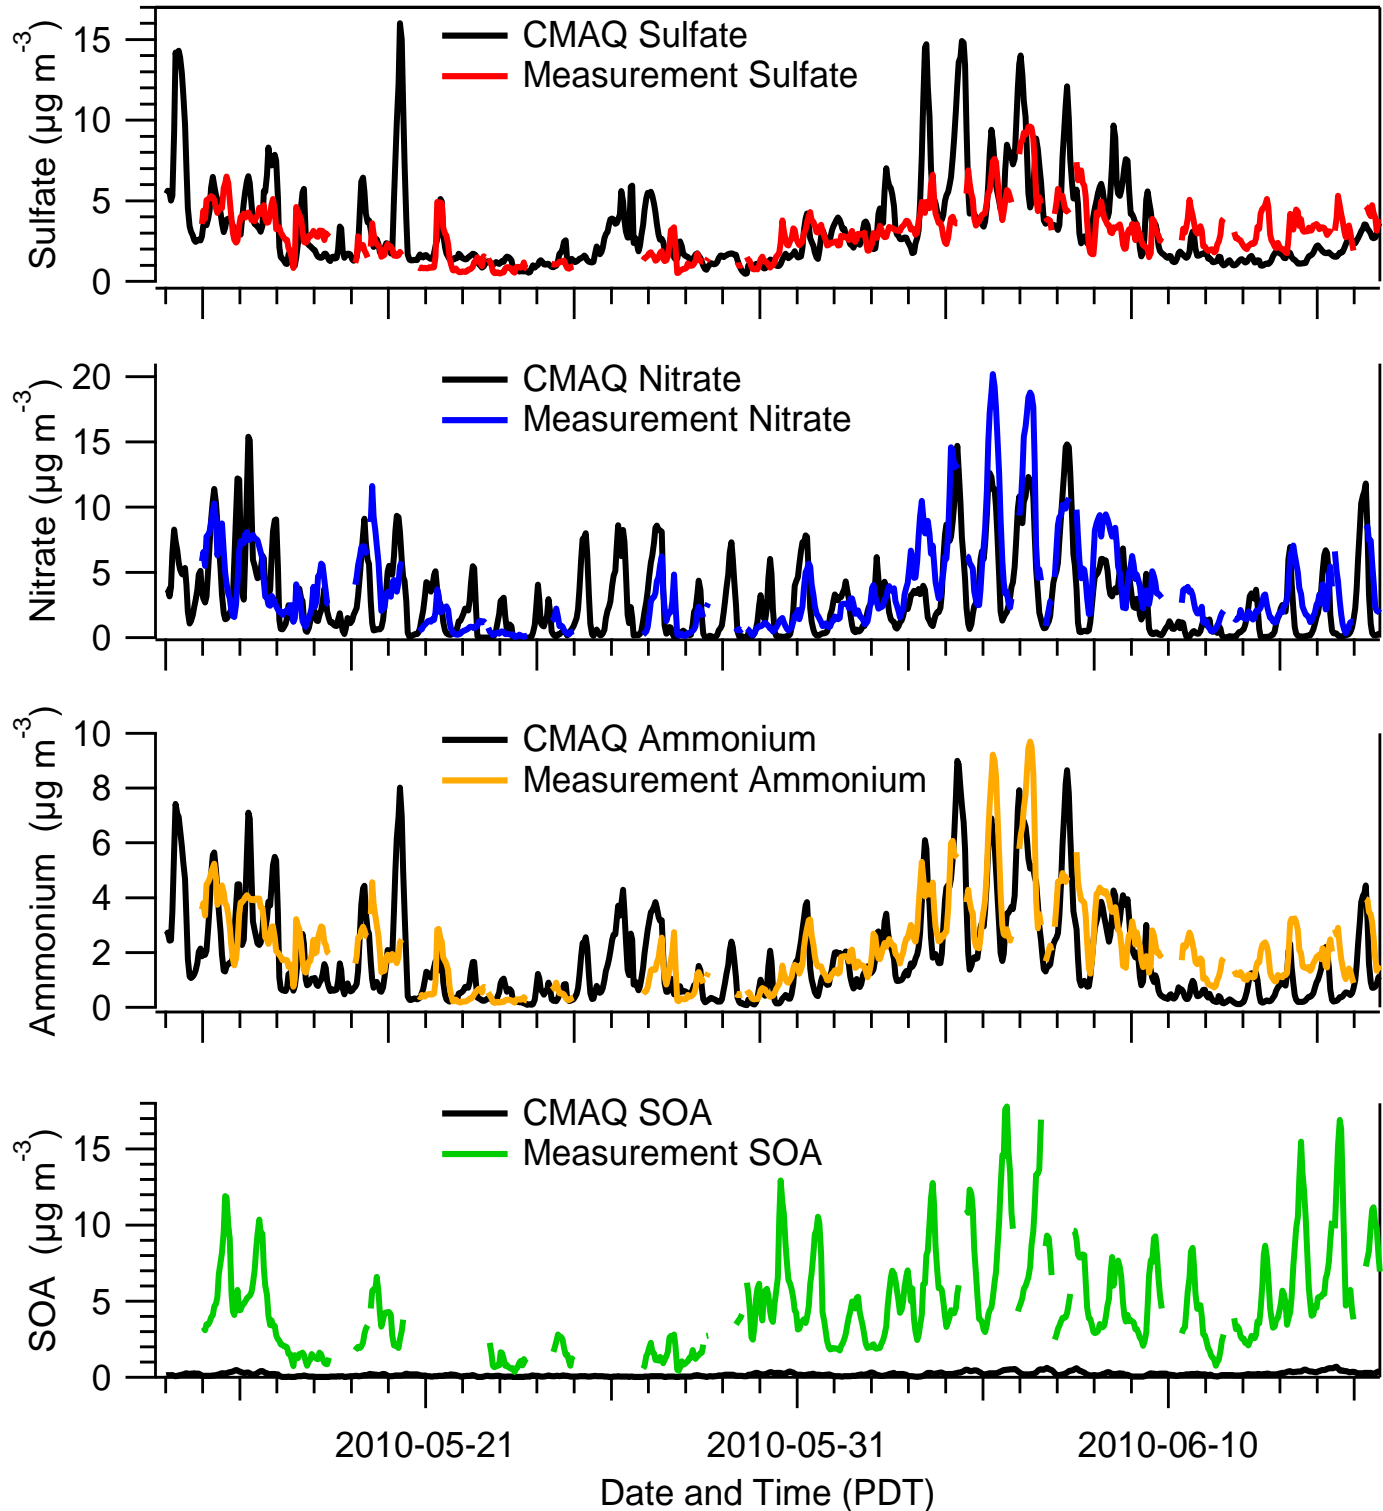 CMAQ Sulfate
Measurement Sulfate
Sulfate (µg m⁻³)
15
10
5
0
CMAQ Nitrate
Measurement Nitrate
Nitrate (µg m⁻³)
20
15
10
5
0
CMAQ Ammonium
Measurement Ammonium
Ammonium (µg m⁻³)
10
8
6
4
2
0
CMAQ SOA
Measurement SOA
SOA (µg m⁻³)
15
10
5
0
2010-05-21 2010-05-31 2010-06-10
Date and Time (PDT)